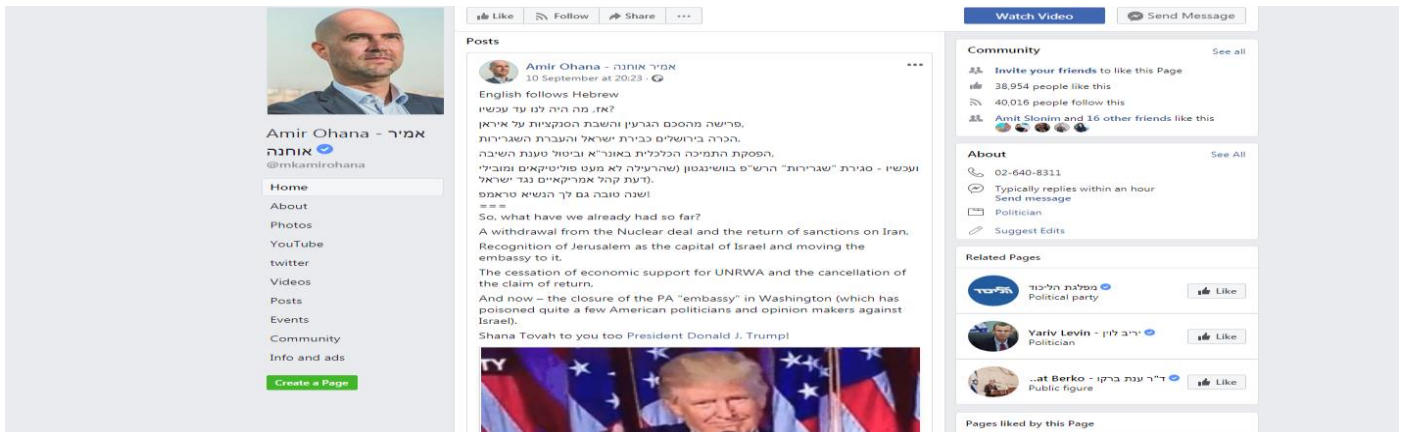 Like Follow Share ...
Watch Video Send Message
Amir Ohana - אמיר
אוחנה
@mkamirohana
Home
About
Photos
YouTube
twitter
Videos
Posts
Events
Community
Info and ads
Create a Page
Posts
Amir Ohana - אמיר אוחנה
10 September at 20:23 ·
English follows Hebrew
אז, מה היה לנו עד עכשיו?
פרישה מהסכם הגרעין והשבת הסנקציות על איראן,
הכרה בירושלים כבירת ישראל והעברת השגרירות,
הפסקת התמיכה הכלכלית באונר"א וביטול טענת השיבה,
ועכשיו - סגירת "שגרירות" הרש"פ בוושינגטון (שהרעילה לא מעט פוליטיקאים ומובילי
דעת קהל אמריקאיים נגד ישראל).
שנה טובה גם לך הנשיא טראמפ!
===
So, what have we already had so far?
A withdrawal from the Nuclear deal and the return of sanctions on Iran,
Recognition of Jerusalem as the capital of Israel and moving the
embassy to it,
The cessation of economic support for UNRWA and the cancellation of
the claim of return,
And now – the closure of the PA "embassy" in Washington (which has
poisoned quite a few American politicians and opinion makers against
Israel).
Shana Tovah to you too President Donald J. Trump!
TY
Community See all
Invite your friends to like this Page
38,954 people like this
40,016 people follow this
Amit Slonim and 16 other friends like this
About See All
02-640-8311
Typically replies within an hour
Send message
Politician
Suggest Edits
Related Pages
הליכוד
מפלגת הליכוד
Political party
Like
Yariv Levin - יריב לוין
Politician
Like
..at Berko - ד"ר ענת ברקו
Public figure
Like
Pages liked by this Page